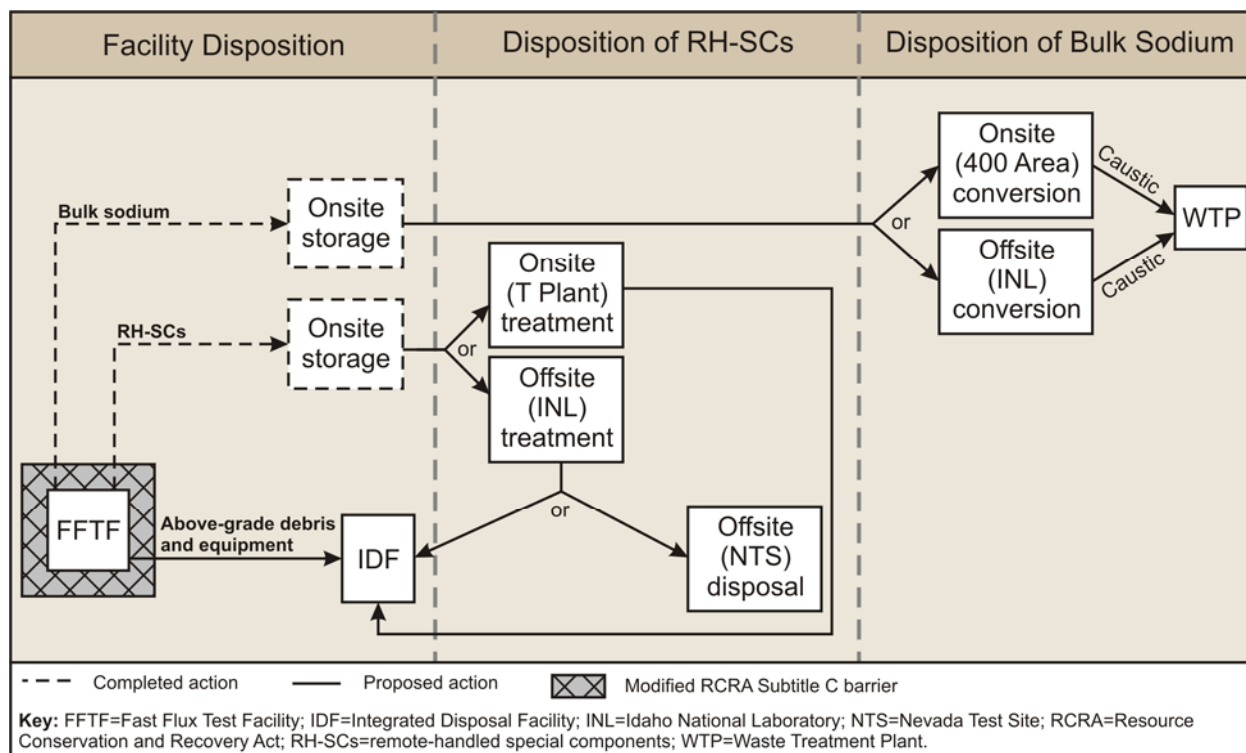 Facility Disposition
Disposition of RH-SCs
Disposition of Bulk Sodium
Bulk sodium
Onsite
storage
RH-SCs
Onsite
storage
FFTF
Above-grade debris
and equipment
IDF
or
Onsite
(T Plant)
treatment
Offsite
(INL)
treatment
or
Offsite
(NTS)
disposal
or
Onsite
(400 Area)
conversion
Offsite
(INL)
conversion
Caustic
Caustic
WTP
Completed action
Proposed action
Modified RCRA Subtitle C barrier
Key: FFTF=Fast Flux Test Facility; IDF=Integrated Disposal Facility; INL=Idaho National Laboratory; NTS=Nevada Test Site; RCRA=Resource
Conservation and Recovery Act; RH-SCs=remote-handled special components; WTP=Waste Treatment Plant.